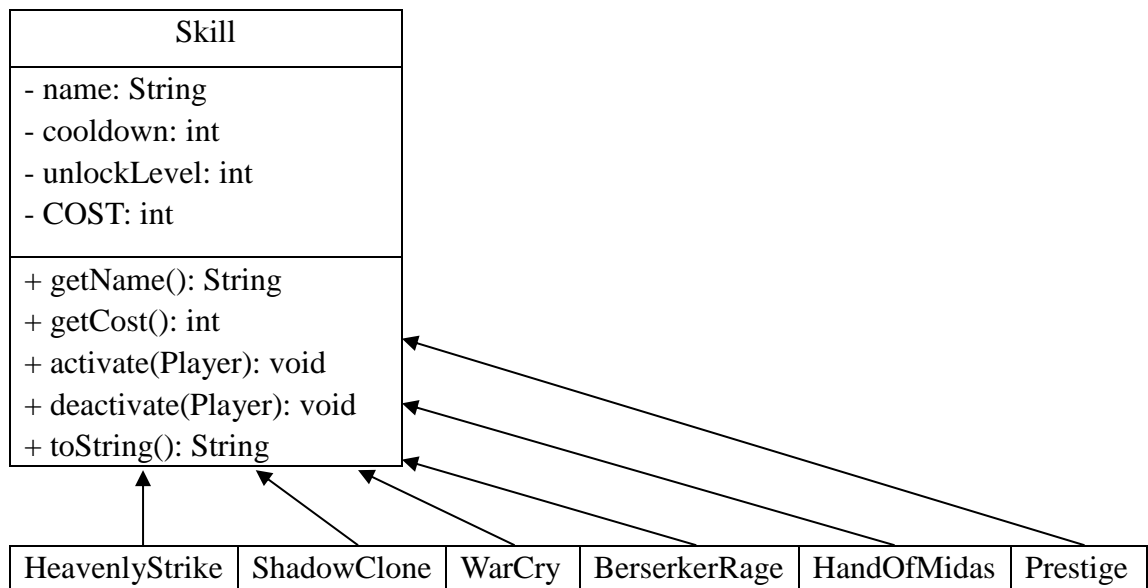 Skill
- name: String
- cooldown: int
- unlockLevel: int
- COST: int
+ getName(): String
+ getCost(): int
+ activate(Player): void
+ deactivate(Player): void
+ toString(): String
HeavenlyStrike ShadowClone WarCry BerserkerRage HandOfMidas Prestige